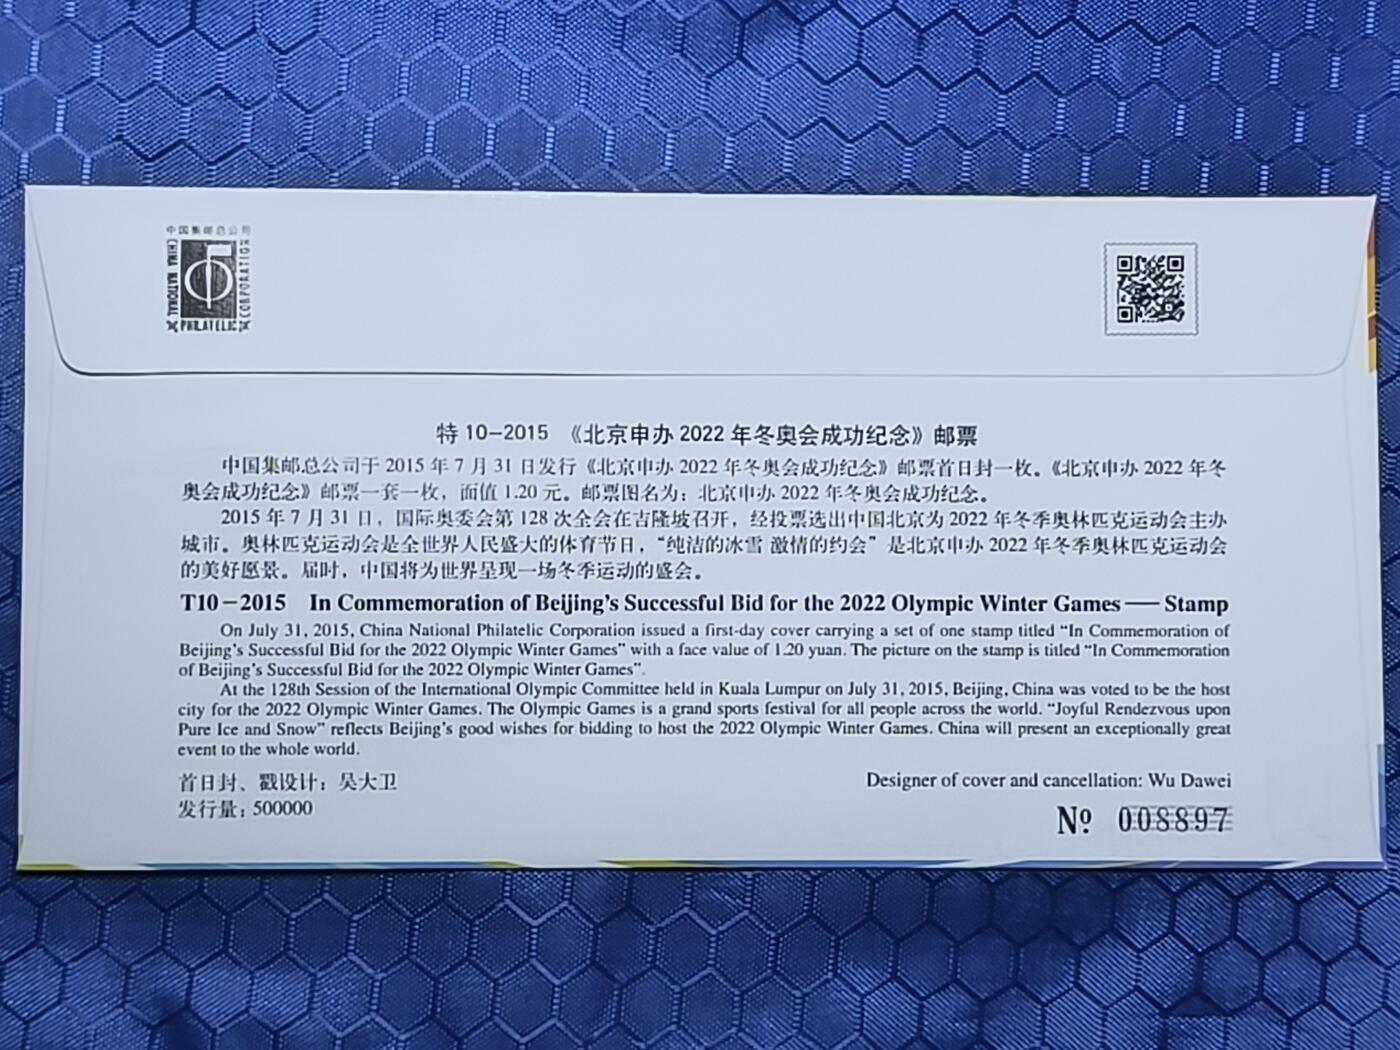 中国集邮总公司
CHINA NATIONAL
PHILATELIC
CORPORATION
特 10-2015 《北京申办 2022 年冬奥会成功纪念》邮票
中国集邮总公司于 2015 年 7 月 31 日发行《北京申办 2022 年冬奥会成功纪念》邮票首日封一枚。《北京申办 2022 年冬
奥会成功纪念》邮票一套一枚，面值 1.20 元。邮票图名为：北京申办 2022 年冬奥会成功纪念。
2015 年 7 月 31 日，国际奥委会第 128 次全会在吉隆坡召开，经投票选出中国北京为 2022 年冬季奥林匹克运动会主办
城市。奥林匹克运动会是全世界人民盛大的体育节日，“纯洁的冰雪 激情的约会”是北京申办 2022 年冬季奥林匹克运动会
的美好愿景。届时，中国将为世界呈现一场冬季运动的盛会。
T10－2015 In Commemoration of Beijing's Successful Bid for the 2022 Olympic Winter Games —— Stamp
On July 31, 2015, China National Philatelic Corporation issued a first-day cover carrying a set of one stamp titled “In Commemoration of
Beijing's Successful Bid for the 2022 Olympic Winter Games” with a face value of 1.20 yuan. The picture on the stamp is titled “In Commemoration
of Beijing's Successful Bid for the 2022 Olympic Winter Games”.
At the 128th Session of the International Olympic Committee held in Kuala Lumpur on July 31, 2015, Beijing, China was voted to be the host
city for the 2022 Olympic Winter Games. The Olympic Games is a grand sports festival for all people across the world. “Joyful Rendezvous upon
Pure Ice and Snow” reflects Beijing's good wishes for bidding to host the 2022 Olympic Winter Games. China will present an exceptionally great
event to the whole world.
首日封、戳设计：吴大卫
Designer of cover and cancellation: Wu Dawei
发行量：500000
Nº 008897